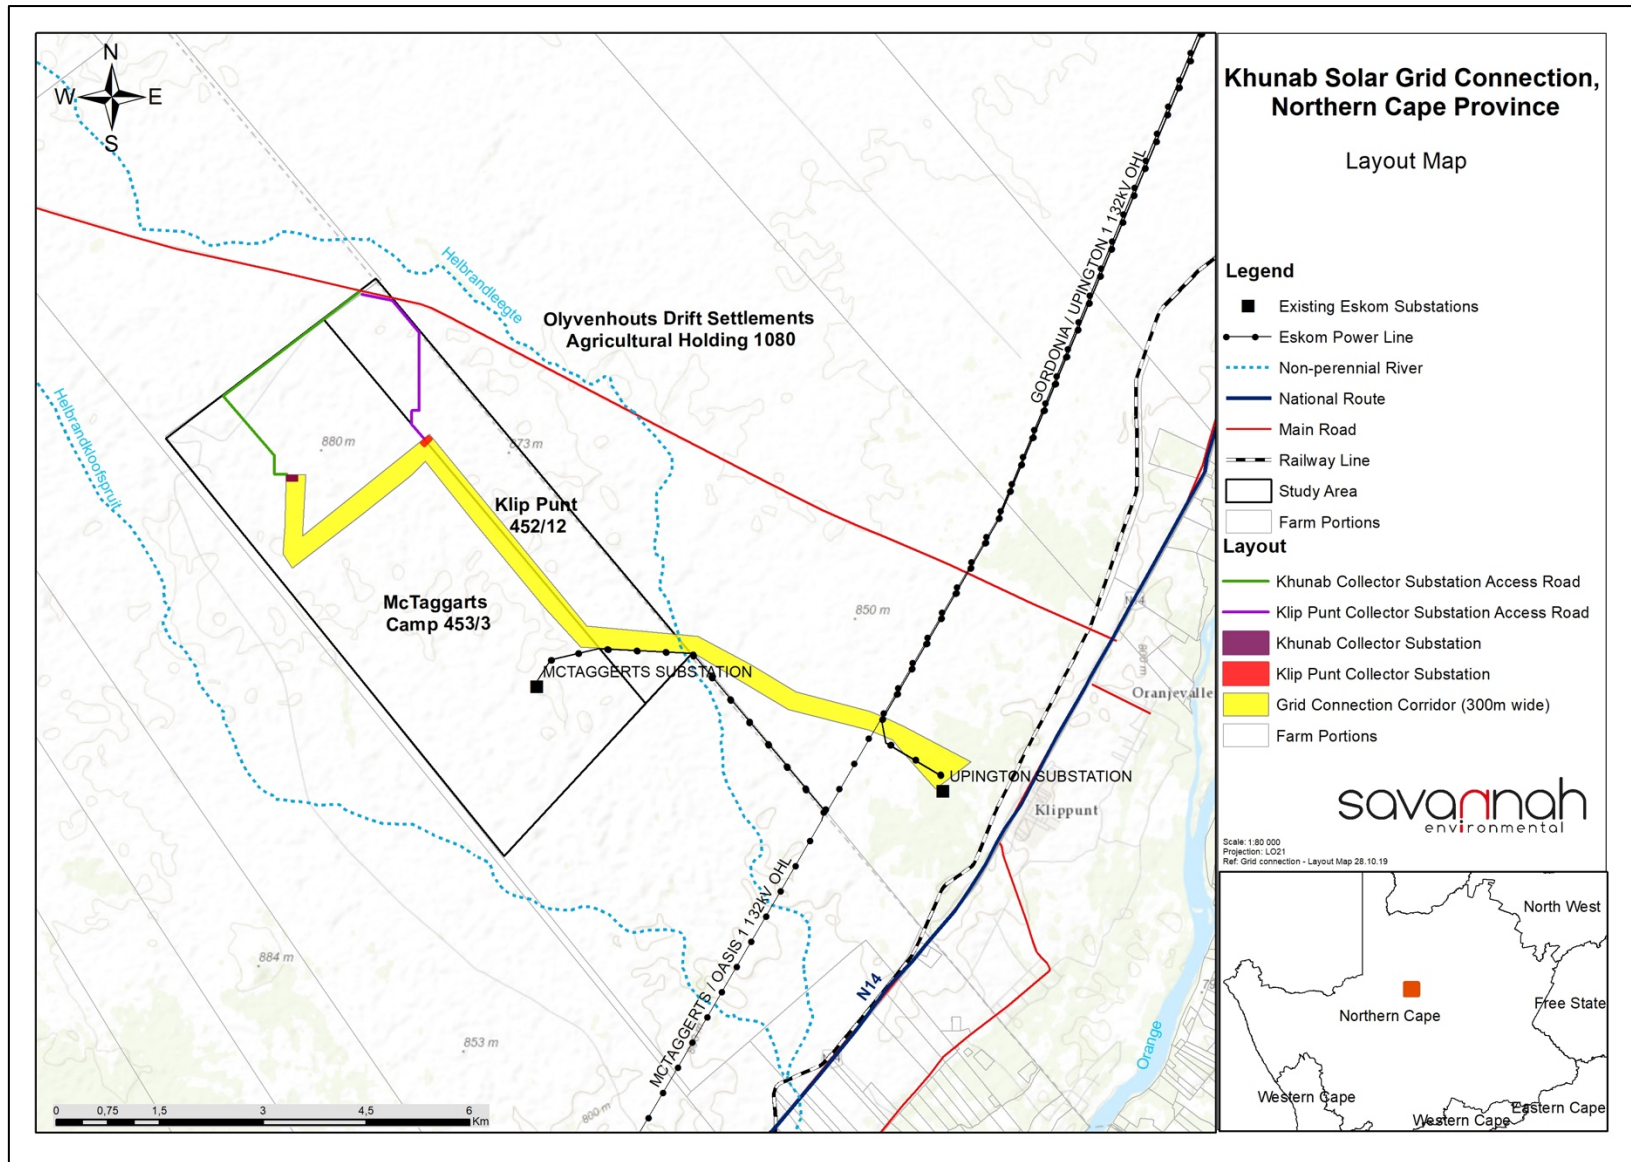 N
W
E
S
Helbrandleegte
Helbrandkloofspruit
Olyvenhouts Drift Settlements
Agricultural Holding 1080
GORDONIA / UPINGTON 1 132kV OHL
880 m
873 m
Klip Punt
452/12
McTaggarts
Camp 453/3
850 m
MCTAGGERTS SUBSTATION
UPINGTON SUBSTATION
Oranjevalle
Klippunt
MCTAGGERTS / OASIS 1 132kV OHL
N14
Orange
884 m
853 m
800 m
800 m
0
0,75
1,5
3
4,5
6
Km
Khunab Solar Grid Connection,
Northern Cape Province
Layout Map
Legend
Existing Eskom Substations
Eskom Power Line
Non-perennial River
National Route
Main Road
Railway Line
Study Area
Farm Portions
Layout
Khunab Collector Substation Access Road
Klip Punt Collector Substation Access Road
Khunab Collector Substation
Klip Punt Collector Substation
Grid Connection Corridor (300m wide)
Farm Portions
savannah
environmental
Scale: 1:80 000
Projection: LO21
Ref: Grid connection - Layout Map 28.10.19
North West
Free State
Northern Cape
Western Cape
Western Cape
Eastern Cape